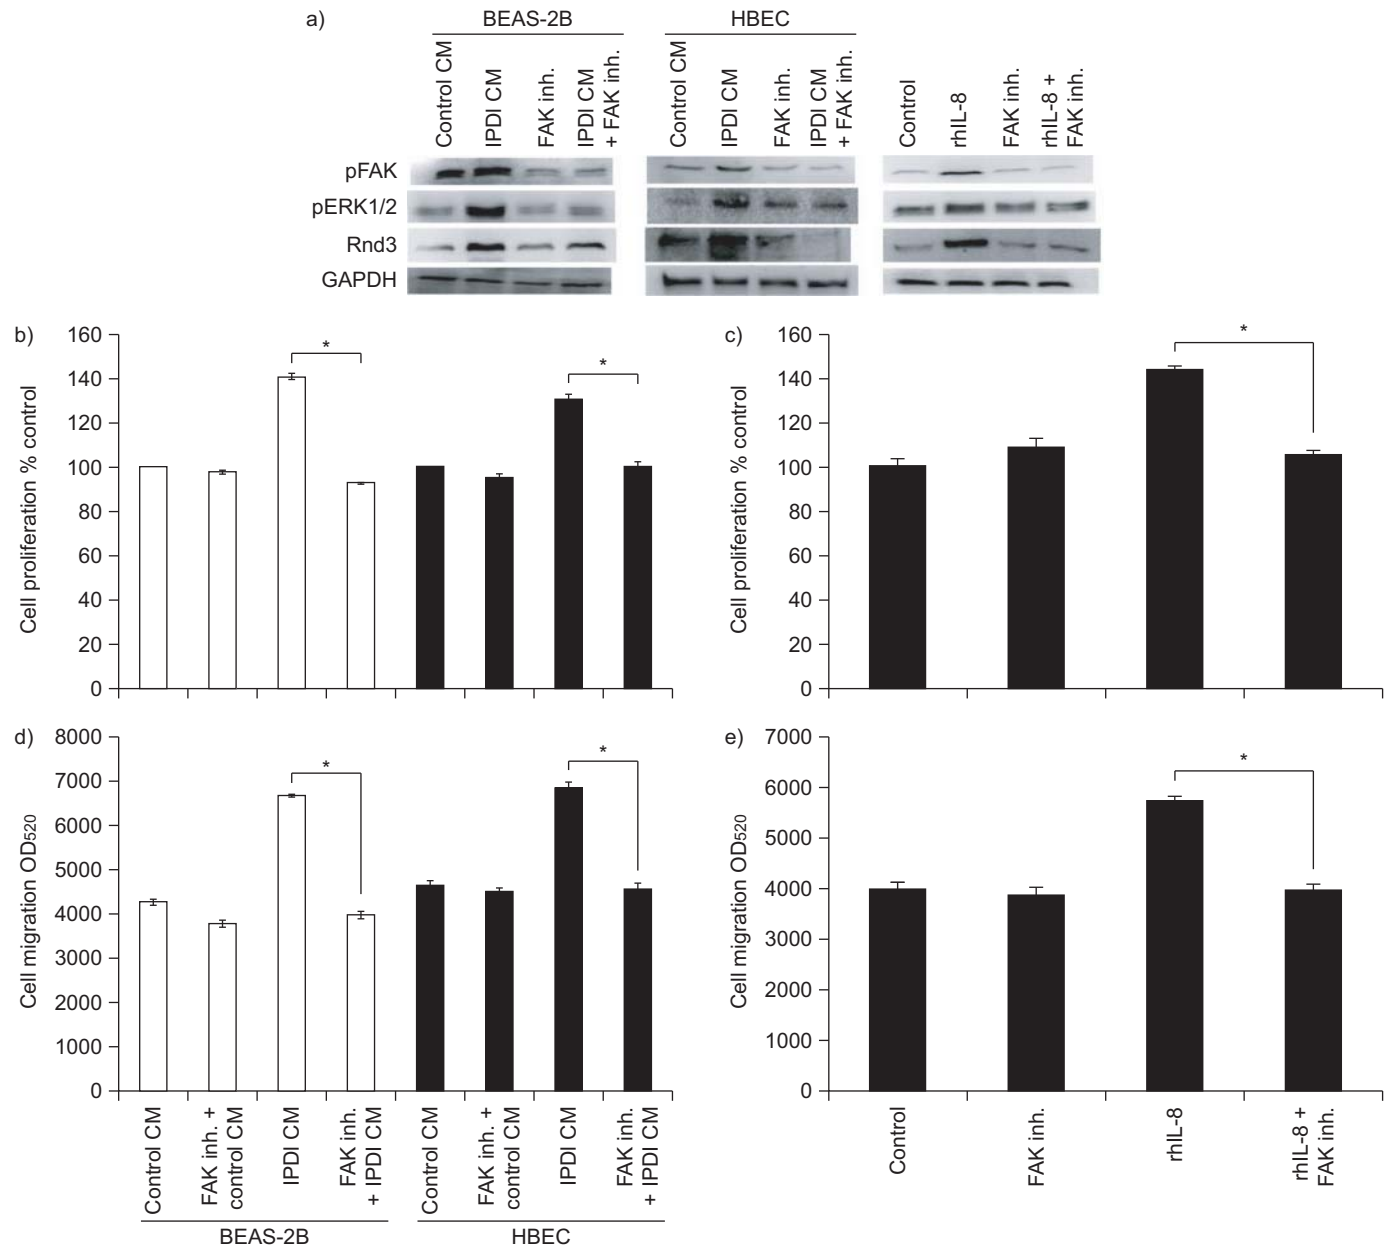 a)
BEAS-2B
HBEC
Control CM
IPDI CM
FAK inh.
IPDI CM
+ FAK inh.
Control CM
IPDI CM
FAK inh.
IPDI CM
+ FAK inh.
Control
rhIL-8
FAK inh.
rhIL-8 +
FAK inh.
pFAK
pERK1/2
Rnd3
GAPDH
b)
Cell proliferation % control
160
140
120
100
80
60
40
20
0
*
*
c)
Cell proliferation % control
160
140
120
100
80
60
40
20
0
*
d)
Cell migration OD520
8000
7000
6000
5000
4000
3000
2000
1000
0
*
*
Control CM
FAK inh. +
control CM
IPDI CM
FAK inh.
+ IPDI CM
Control CM
FAK inh. +
control CM
IPDI CM
FAK inh.
+ IPDI CM
BEAS-2B
HBEC
e)
Cell migration OD520
7000
6000
5000
4000
3000
2000
1000
0
*
Control
FAK inh.
rhIL-8
rhIL-8 +
FAK inh.